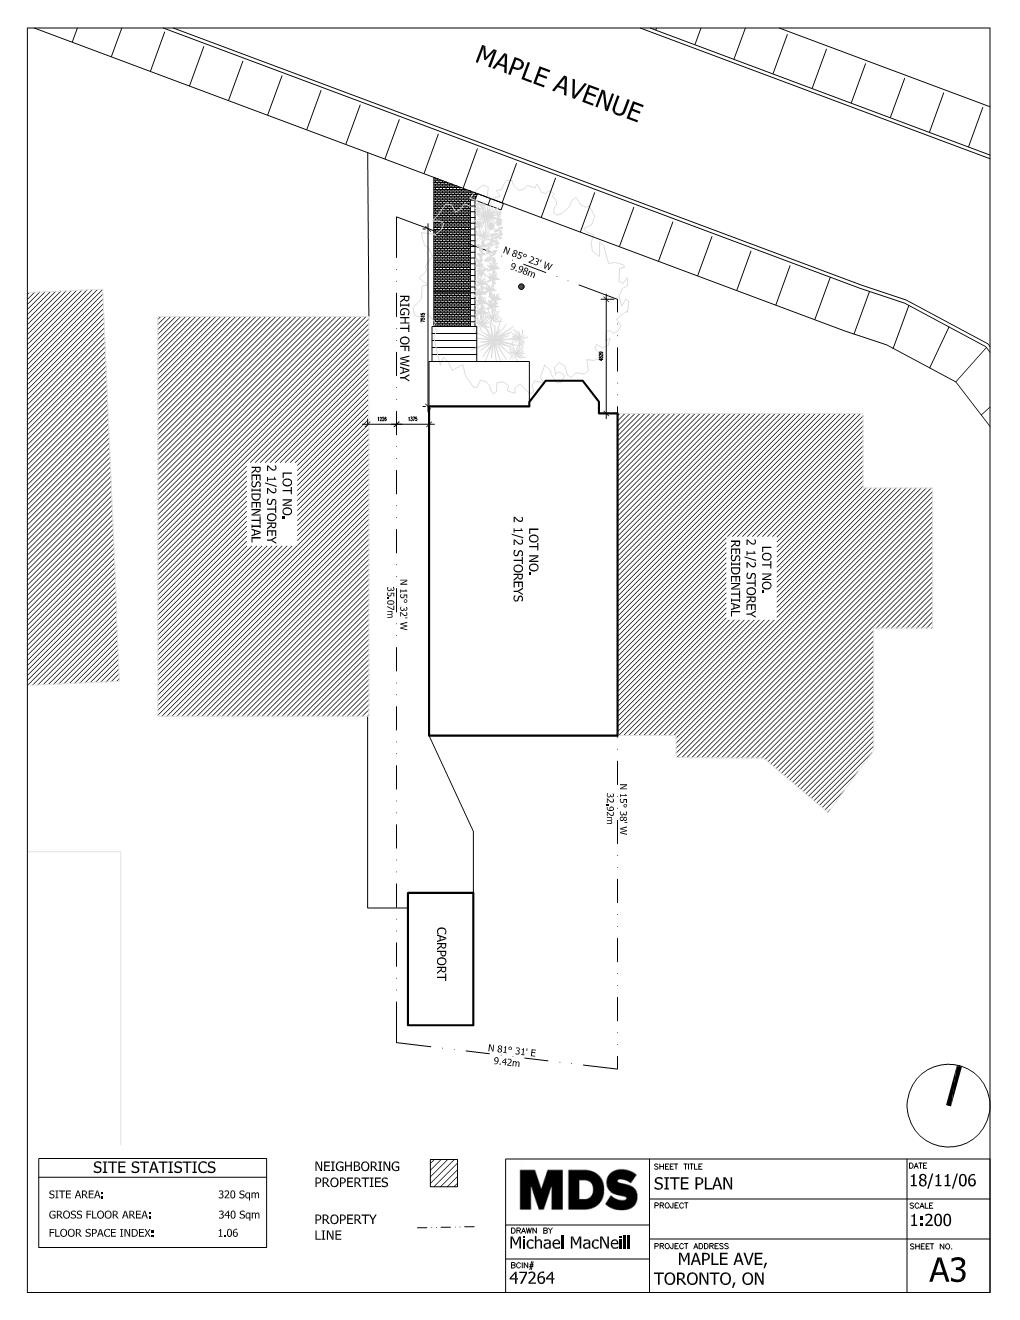 MAPLE AVENUE
N 85° 23' W
9.98m
RIGHT OF WAY
1226
1375
LOT NO.
2 1/2 STOREY
RESIDENTIAL
LOT NO.
2 1/2 STOREYS
LOT NO.
2 1/2 STOREY
RESIDENTIAL
N 15° 32' W
35.07m
N 15° 38' W
32.92m
CARPORT
N 81° 31' E
9.42m
SITE STATISTICS
SITE AREA: 320 Sqm
GROSS FLOOR AREA: 340 Sqm
FLOOR SPACE INDEX: 1.06
NEIGHBORING
PROPERTIES
PROPERTY
LINE
MDS
DRAWN BY
Michael MacNeill
BCIN#
47264
SHEET TITLE
SITE PLAN
PROJECT
PROJECT ADDRESS
MAPLE AVE,
TORONTO, ON
DATE
18/11/06
SCALE
1:200
SHEET NO.
A3